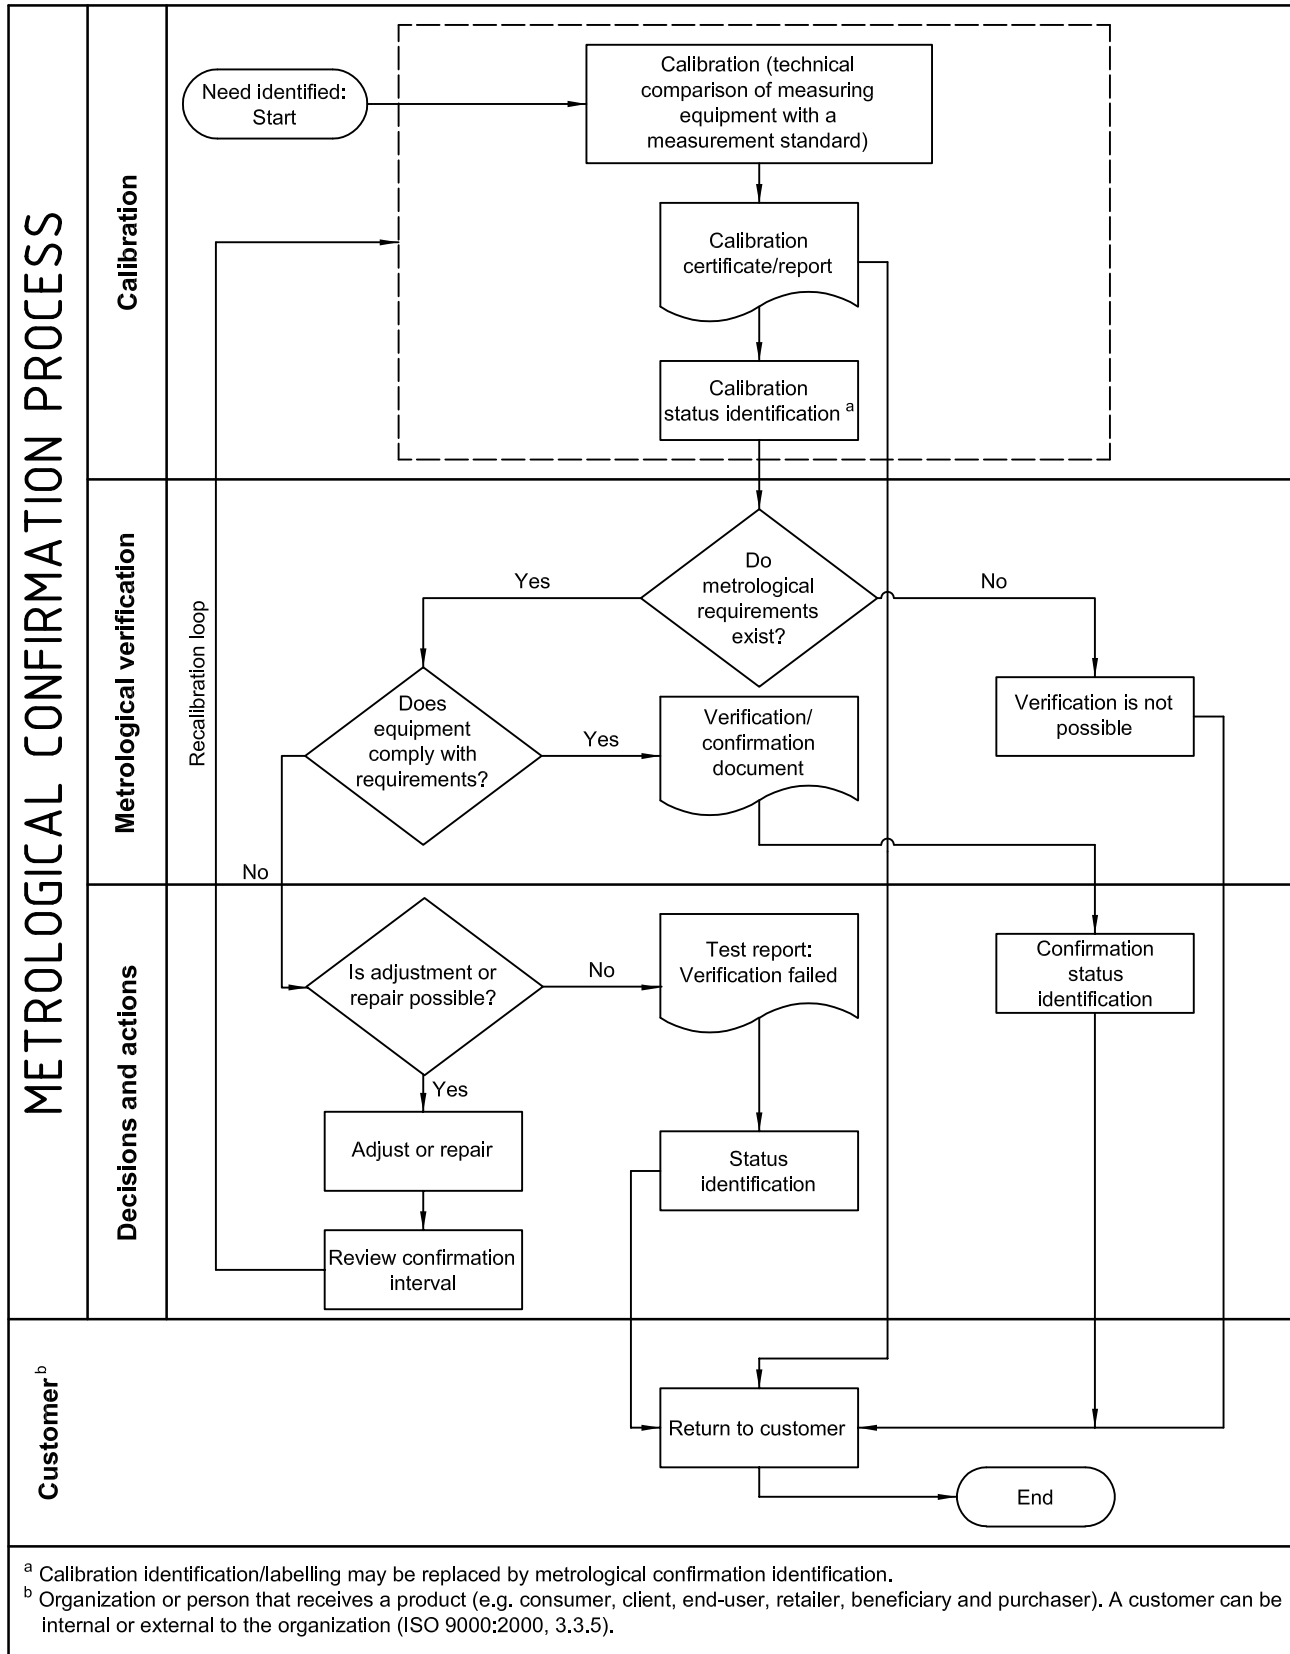 METROLOGICAL CONFIRMATION PROCESS
Calibration
Need identified:
Start
Calibration (technical
comparison of measuring
equipment with a
measurement standard)
Calibration
certificate/report
Calibration
status identification a
Metrological verification
Recalibration loop
Do
metrological
requirements
exist?
Yes
No
Does
equipment
comply with
requirements?
Yes
Verification/
confirmation
document
Verification is not
possible
No
Decisions and actions
Is adjustment or
repair possible?
No
Test report:
Verification failed
Confirmation
status
identification
Yes
Adjust or repair
Status
identification
Review confirmation
interval
Customer b
Return to customer
End
a Calibration identification/labelling may be replaced by metrological confirmation identification.
b Organization or person that receives a product (e.g. consumer, client, end-user, retailer, beneficiary and purchaser). A customer can be
internal or external to the organization (ISO 9000:2000, 3.3.5).